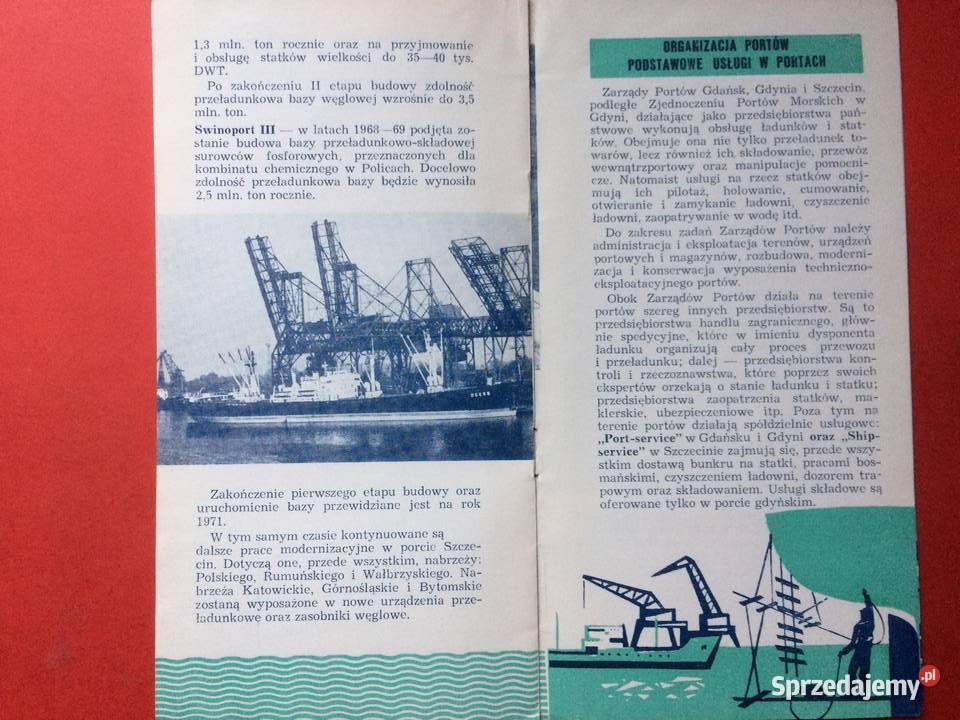 1,3 mln. ton rocznie oraz na przyjmowanie
i obsługę statków wielkości do 35—40 tys.
DWT.
Po zakończeniu II etapu budowy zdolność
przeładunkowa bazy węglowej wzrośnie do 3,5
mln. ton.
Swinoport III — w latach 1968—69 podjęta zo-
stanie budowa bazy przeładunkowo-składowej
surowców fosforowych, przeznaczonych dla
kombinatu chemicznego w Policach. Docelowo
zdolność przeładunkowa bazy będzie wynosiła
2,5 mln. ton rocznie.
Zakończenie pierwszego etapu budowy oraz
uruchomienie bazy przewidziane jest na rok
1971.
W tym samym czasie kontynuowane są
dalsze prace modernizacyjne w porcie Szcze-
cin. Dotyczą one, przede wszystkim, nabrzeży:
Polskiego, Rumuńskiego i Wałbrzyskiego. Na-
brzeża Katowickie, Górnośląskie i Bytomskie
zostaną wyposażone w nowe urządzenia prze-
ładunkowe oraz zasobniki węglowe.
ORGANIZACJA PORTÓW
PODSTAWOWE USŁUGI W PORTACH
Zarządy Portów Gdańsk, Gdynia i Szczecin,
podległe Zjednoczeniu Portów Morskich w
Gdyni, działające jako przedsiębiorstwa pań-
stwowe wykonują obsługę ładunków i stat-
ków. Obejmuje ona nie tylko przeładunek to-
warów, lecz również ich składowanie, przewóz
wewnątrzportowy oraz manipulacje pomocni-
cze. Natomaist usługi na rzecz statków obej-
mują ich pilotaż, holowanie, cumowanie,
otwieranie i zamykanie ładowni, czyszczenie
ładowni, zaopatrywanie w wodę itd.
Do zakresu zadań Zarządów Portów należy
administracja i eksploatacja terenów, urządzeń
portowych i magazynów, rozbudowa, moderni-
zacja i konserwacja wyposażenia techniczno-
eksploatacyjnego portów.
Obok Zarządów Portów działa na terenie
portów szereg innych przedsiębiorstw. Są to
przedsiębiorstwa handlu zagranicznego, głów-
nie spedycyjne, które w imieniu dysponenta
ładunku organizują cały proces przewozu
i przeładunku; dalej — przedsiębiorstwa kon-
troli i rzeczoznawstwa, które poprzez swoich
ekspertów orzekają o stanie ładunku i statku;
przedsiębiorstwa zaopatrzenia statków, ma-
klerskie, ubezpieczeniowe itp. Poza tym na
terenie portów działają spółdzielnie usługowe:
„Port-service” w Gdańsku i Gdyni oraz „Ship-
service” w Szczecinie zajmują się, przede wszy-
stkim dostawą bunkru na statki, pracami bos-
mańskimi, czyszczeniem ładowni, dozorem tra-
powym oraz składowaniem. Usługi składowe są
oferowane tylko w porcie gdyńskim.
Sprzedajemy.pl